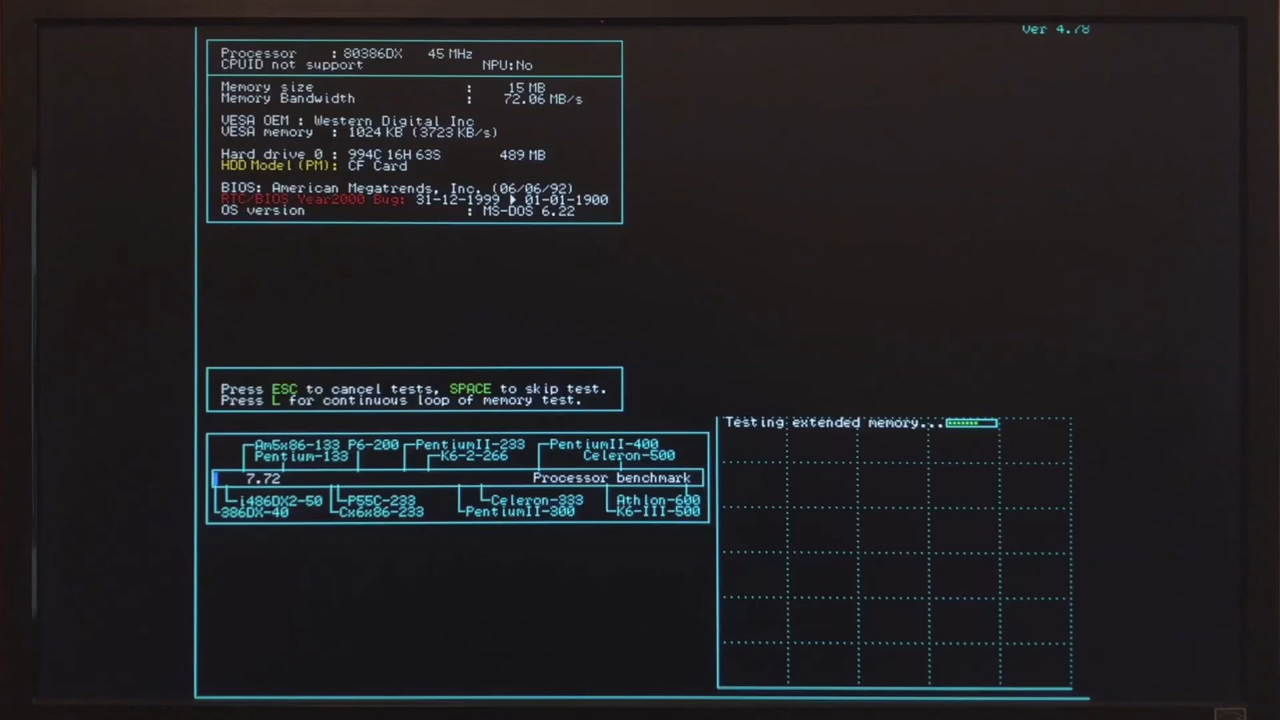 Ver 4.78
Processor : 80386DX 45 MHz
CPUID not support NPU:No
Memory size : 15 MB
Memory Bandwidth : 72.06 MB/s
VESA OEM : Western Digital Inc
VESA memory : 1024 KB (3723 KB/s)
Hard drive 0 : 994C 16H 63S 489 MB
HDD Model (PM): CF Card
BIOS: American Megatrends, Inc. (06/06/92)
RTC/BIOS Year2000 Bug: 31-12-1999 ▶ 01-01-1900
OS version : MS-DOS 6.22
Press ESC to cancel tests, SPACE to skip test.
Press L for continuous loop of memory test.
Testing extended memory...
Am5x86-133 P6-200 PentiumII-233 PentiumII-400
Pentium-133 K6-2-266 Celeron-500
7.72 Processor benchmark
i486DX2-50 P55C-233 Celeron-333 Athlon-600
386DX-40 Cx6x86-233 PentiumII-300 K6-III-500